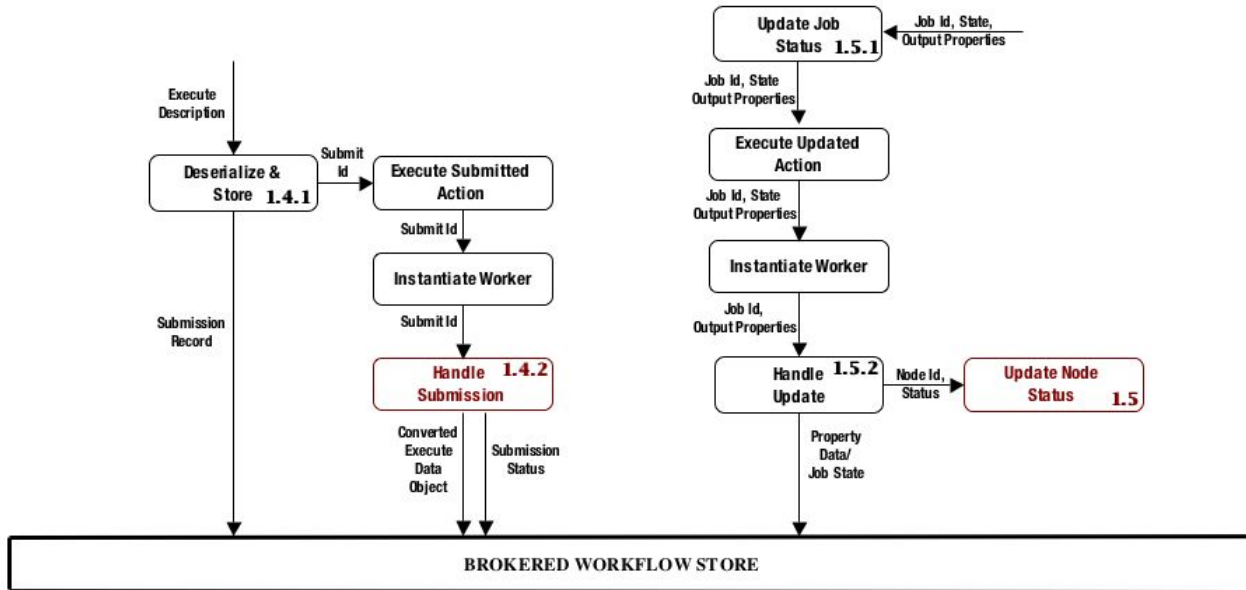 Update Job
Status 1.5.1
Job Id, State,
Output Properties
Job Id, State
Output Properties
Execute
Description
Execute Updated
Action
Deserialize &
Store 1.4.1
Submit
Id
Execute Submitted
Action
Job Id, State
Output Properties
Submit Id
Instantiate Worker
Instantiate Worker
Submission
Record
Submit Id
Job Id,
Output Properties
Handle 1.4.2
Submission
Handle 1.5.2
Update
Node Id,
Status
Update Node
Status 1.5
Converted
Execute
Data
Object
Submission
Status
Property
Data/
Job State
BROKERED WORKFLOW STORE